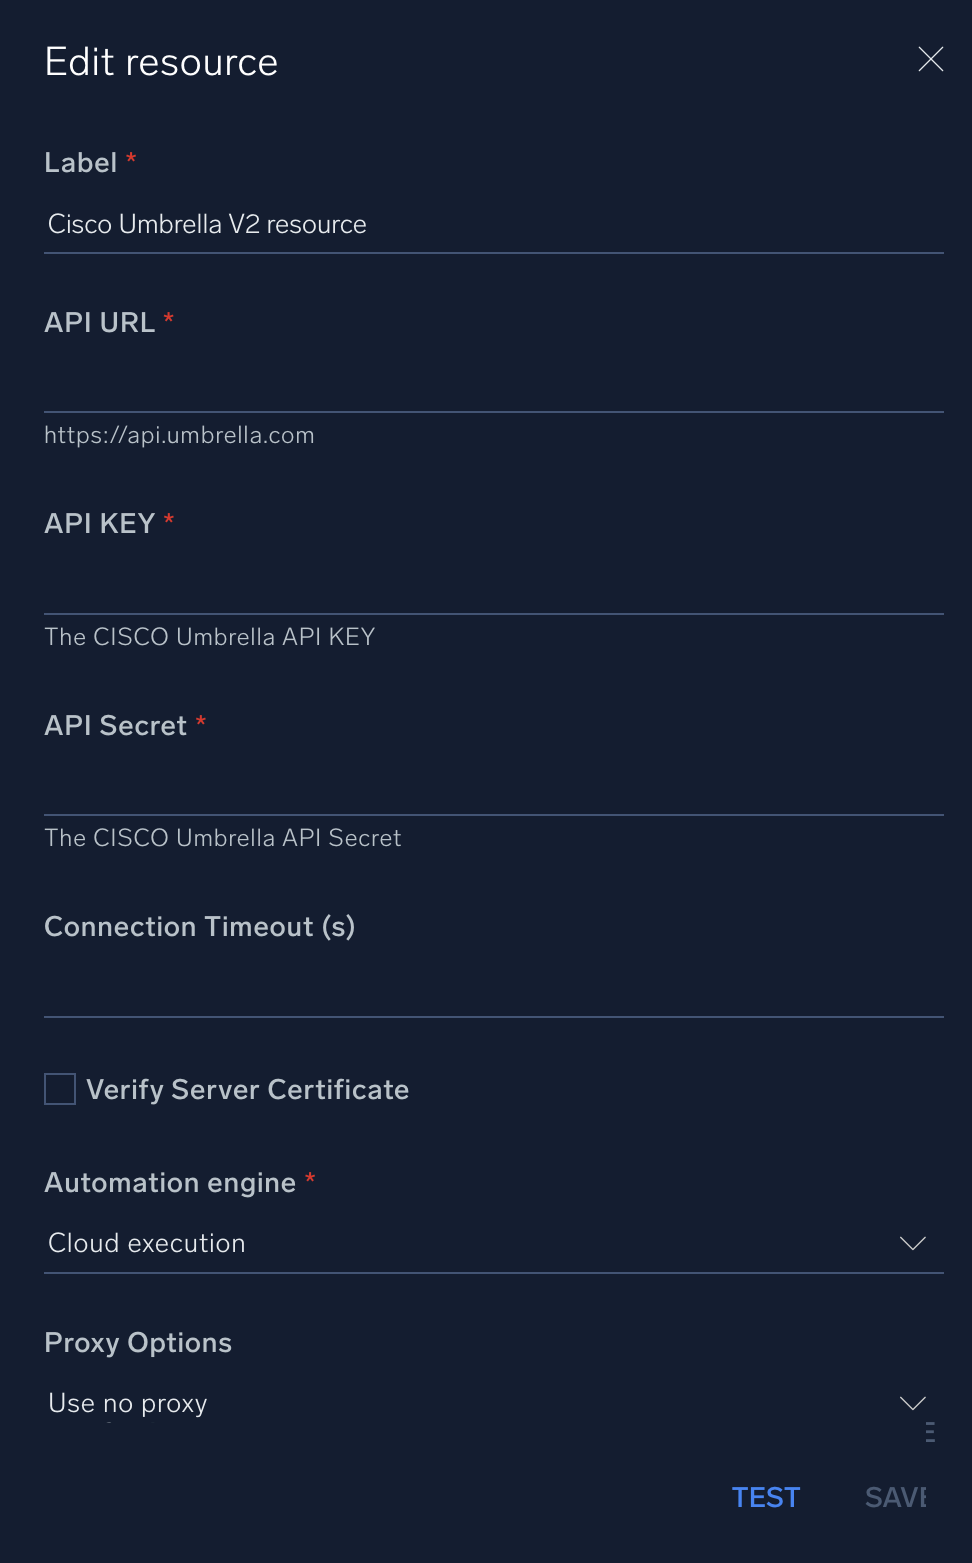 Edit resource
Label *
Cisco Umbrella V2 resource
API URL *
https://api.umbrella.com
API KEY *
The CISCO Umbrella API KEY
API Secret *
The CISCO Umbrella API Secret
Connection Timeout (s)
Verify Server Certificate
Automation engine *
Cloud execution
Proxy Options
Use no proxy
TEST SAVE